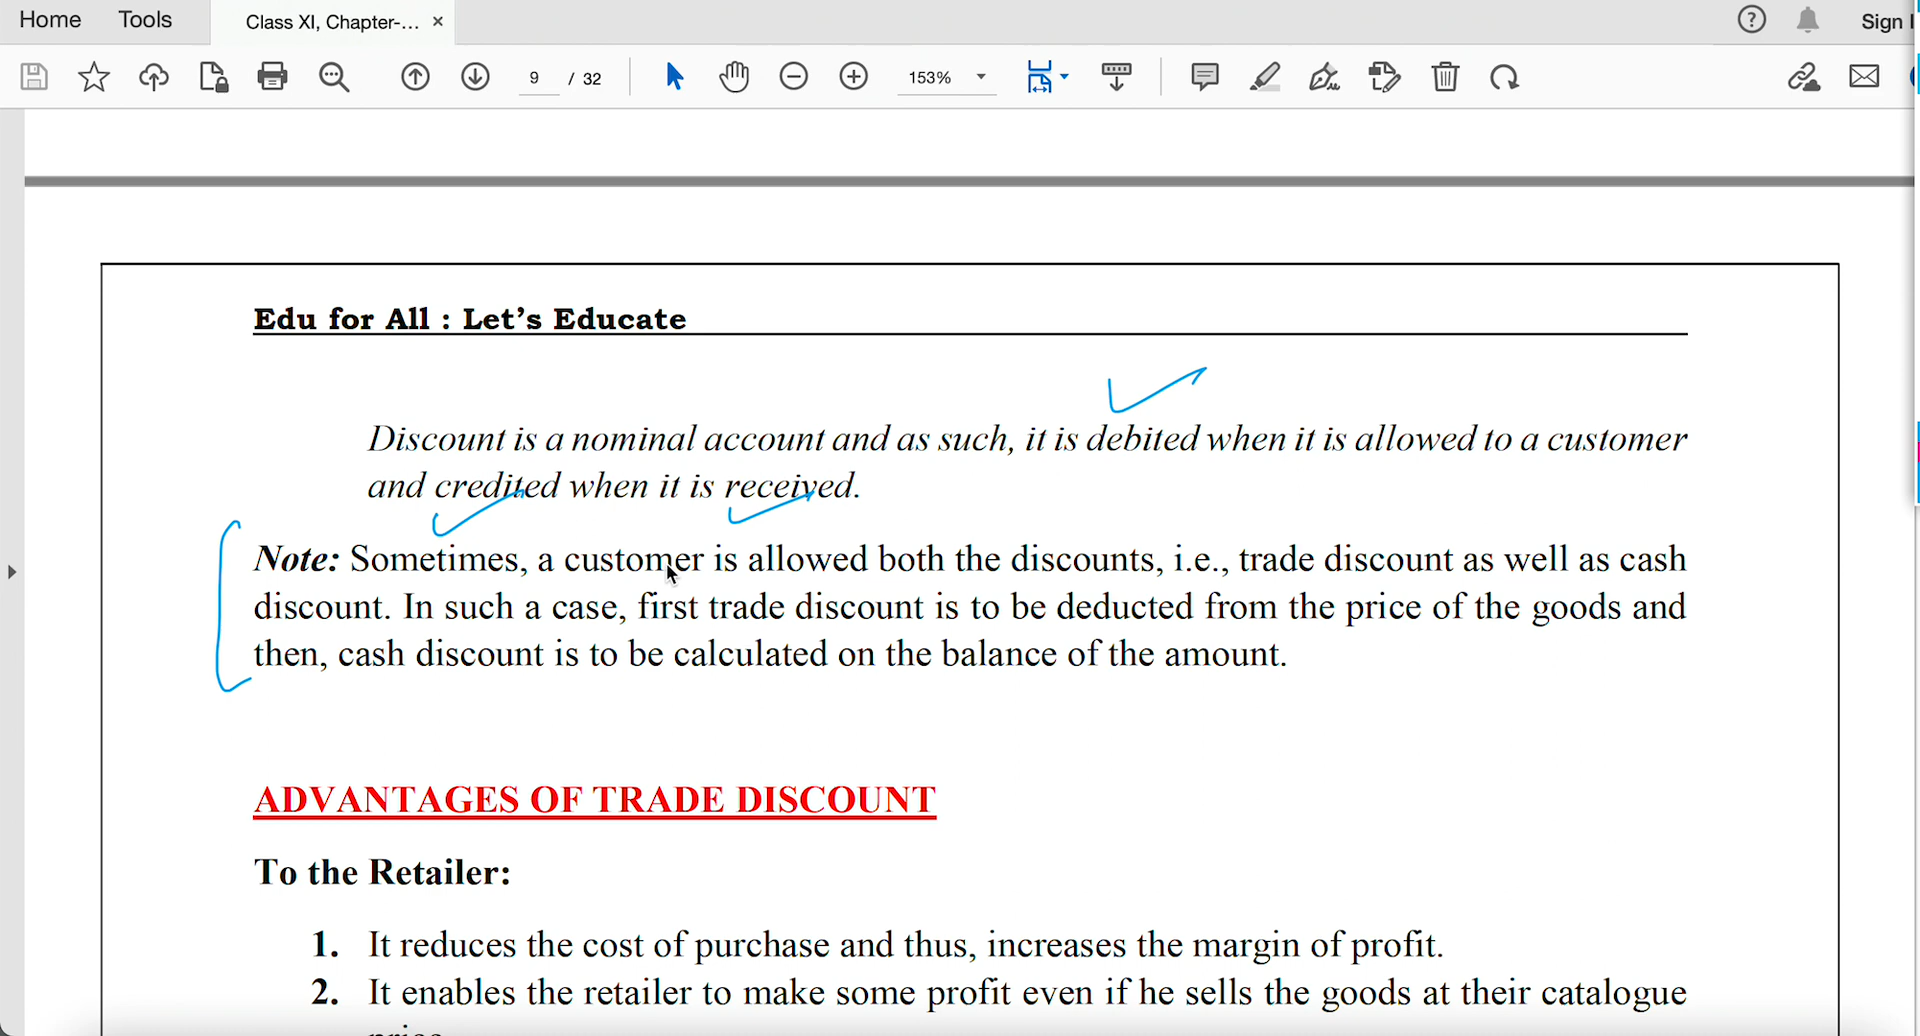 Home Tools Class XI, Chapter-... × Sign I
9 / 32 153%
Edu for All : Let’s Educate
Discount is a nominal account and as such, it is debited when it is allowed to a customer
and credited when it is received.
Note: Sometimes, a customer is allowed both the discounts, i.e., trade discount as well as cash
discount. In such a case, first trade discount is to be deducted from the price of the goods and
then, cash discount is to be calculated on the balance of the amount.
ADVANTAGES OF TRADE DISCOUNT
To the Retailer:
1. It reduces the cost of purchase and thus, increases the margin of profit.
2. It enables the retailer to make some profit even if he sells the goods at their catalogue